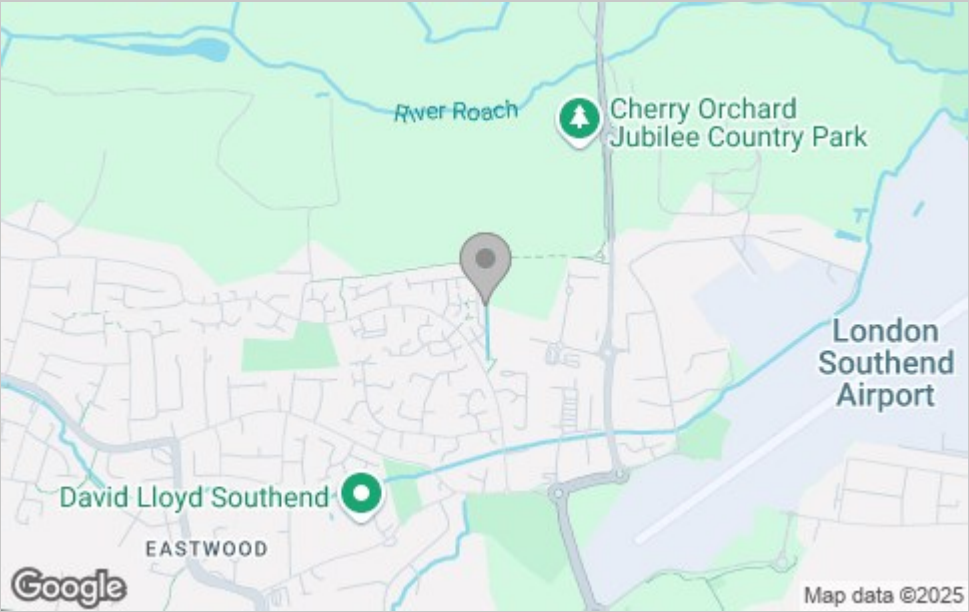 River Roach
Cherry Orchard
Jubilee Country Park
London
Southend
Airport
David Lloyd Southend
EASTWOOD
Google
Map data ©2025